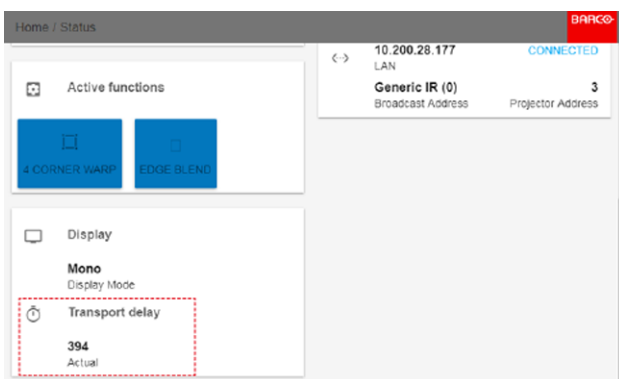 Home / Status
BARCO
Active functions
4 CORNER WARP
EDGE BLEND
Display
Mono
Display Mode
Transport delay
394
Actual
10.200.28.177 CONNECTED
LAN
Generic IR (0) 3
Broadcast Address Projector Address